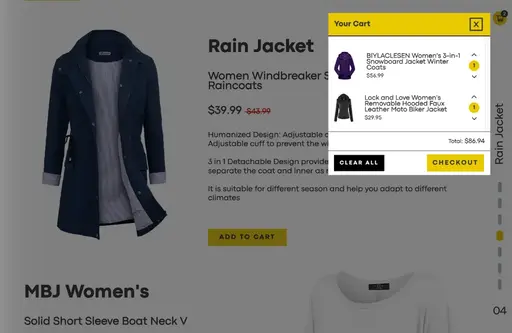 Rain Jacket
Women Windbreaker S
Raincoats
$39.99 $43.99
Humanized Design: Adjustable
Adjustable cuff to prevent the
3 in 1 Detachable Design
separate the coat and inner as
It is suitable for different season and help you adapt to different
climates
ADD TO CART
MBJ Women's
Solid Short Sleeve Boat Neck V
Your Cart
X
BIYLACLESEN Women's 3-in-1
Snowboard Jacket Winter
Coats
$56.99
1
Lock and Love Women's
Removable Hooded Faux
Leather Moto Biker Jacket
$29.95
1
Total: $86.94
CLEAR ALL
CHECKOUT
2
Rain Jacket
04